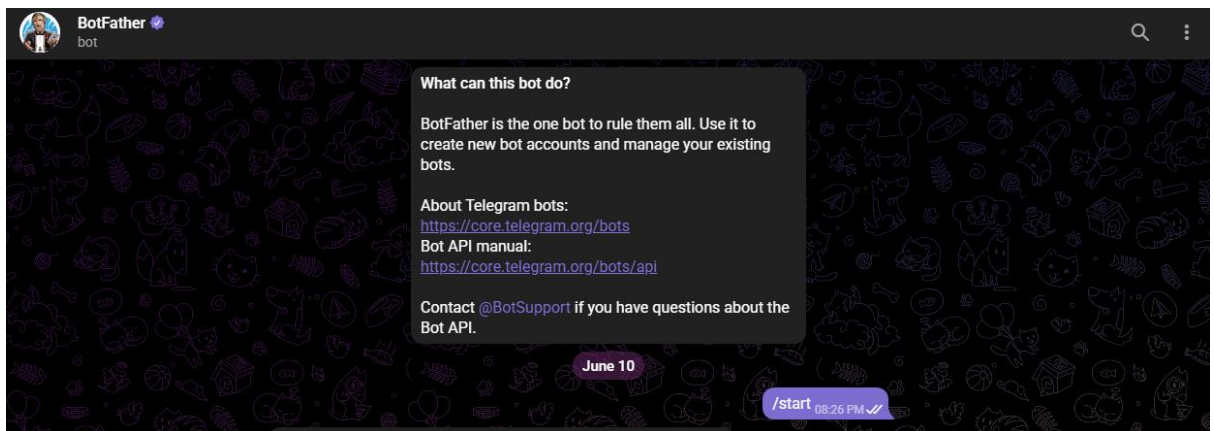 BotFather
bot
What can this bot do?
BotFather is the one bot to rule them all. Use it to
create new bot accounts and manage your existing
bots.
About Telegram bots:
https://core.telegram.org/bots
Bot API manual:
https://core.telegram.org/bots/api
Contact @BotSupport if you have questions about the
Bot API.
June 10
/start 08:26 PM